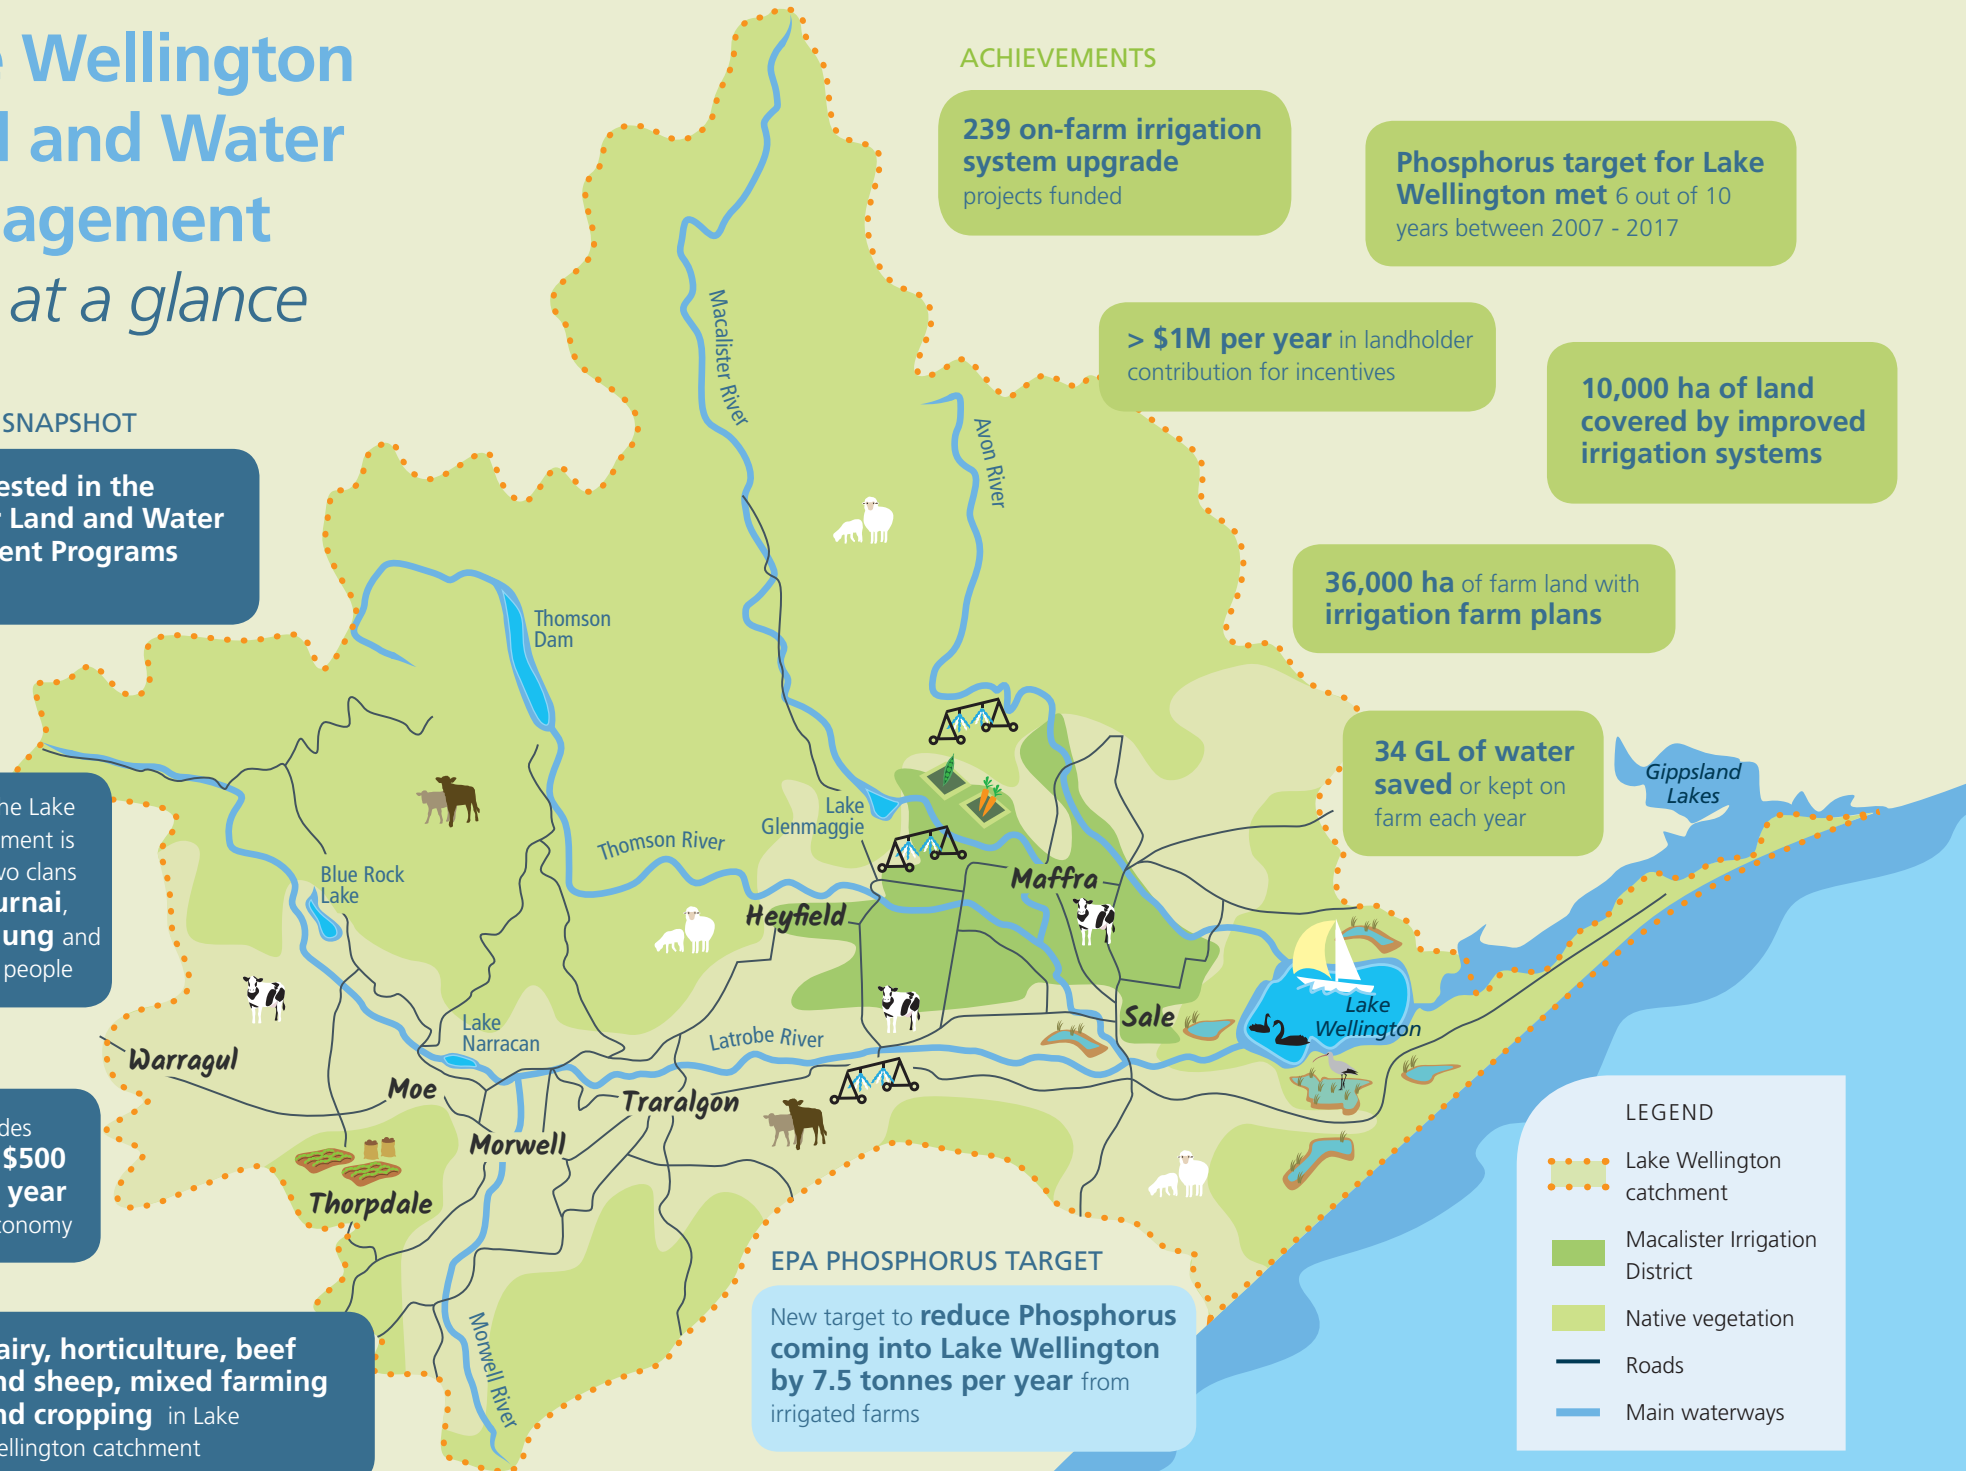 Wellington
and Water
agement
at a glance
SNAPSHOT
ested in the
Land and Water
ent Programs
he Lake
ment is
wo clans
urnai,
ung and
people
des
$500
year
conomy
airy, horticulture, beef
nd sheep, mixed farming
nd cropping in Lake
ellington catchment
ACHIEVEMENTS
239 on-farm irrigation
system upgrade
projects funded
Phosphorus target for Lake
Wellington met 6 out of 10
years between 2007 - 2017
> $1M per year in landholder
contribution for incentives
10,000 ha of land
covered by improved
irrigation systems
36,000 ha of farm land with
irrigation farm plans
34 GL of water
saved or kept on
farm each year
Macalister River
Avon River
Thomson
Dam
Lake
Glenmaggie
Thomson River
Blue Rock
Lake
Heyfield
Maffra
Gippsland
Lakes
Lake
Narracan
Latrobe River
Sale
Lake
Wellington
Warragul
Moe
Traralgon
Morwell
Thorpdale
Morwell River
EPA PHOSPHORUS TARGET
New target to reduce Phosphorus
coming into Lake Wellington
by 7.5 tonnes per year from
irrigated farms
LEGEND
Lake Wellington
catchment
Macalister Irrigation
District
Native vegetation
Roads
Main waterways